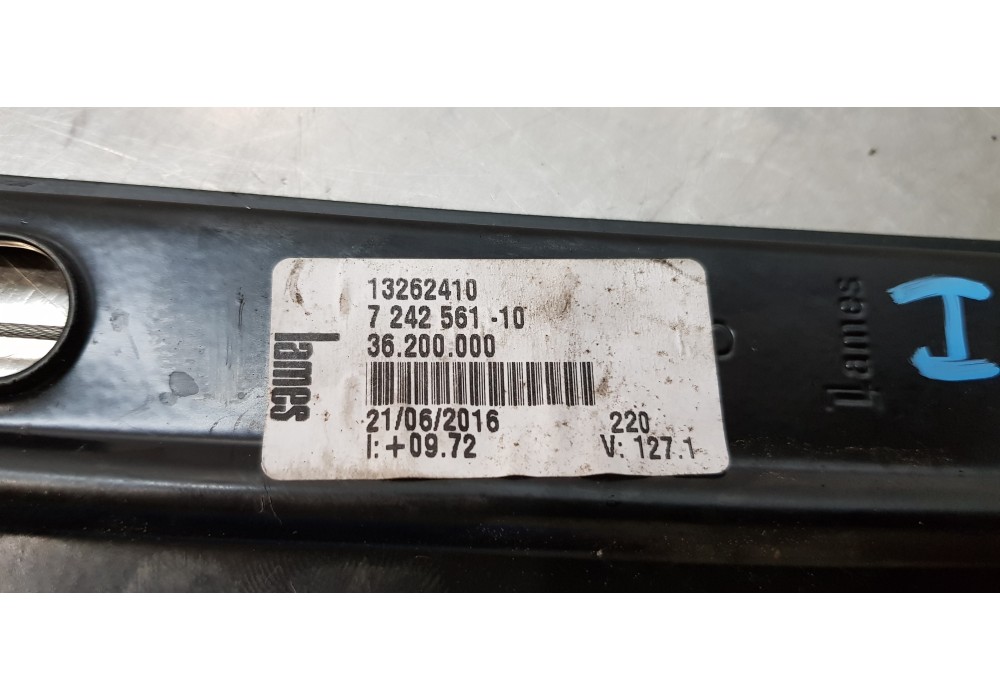 13262410
7 242 561 -10
36.200.000
Lames
21/06/2016 220
I: +09.72 V: 127.1
Lames
I